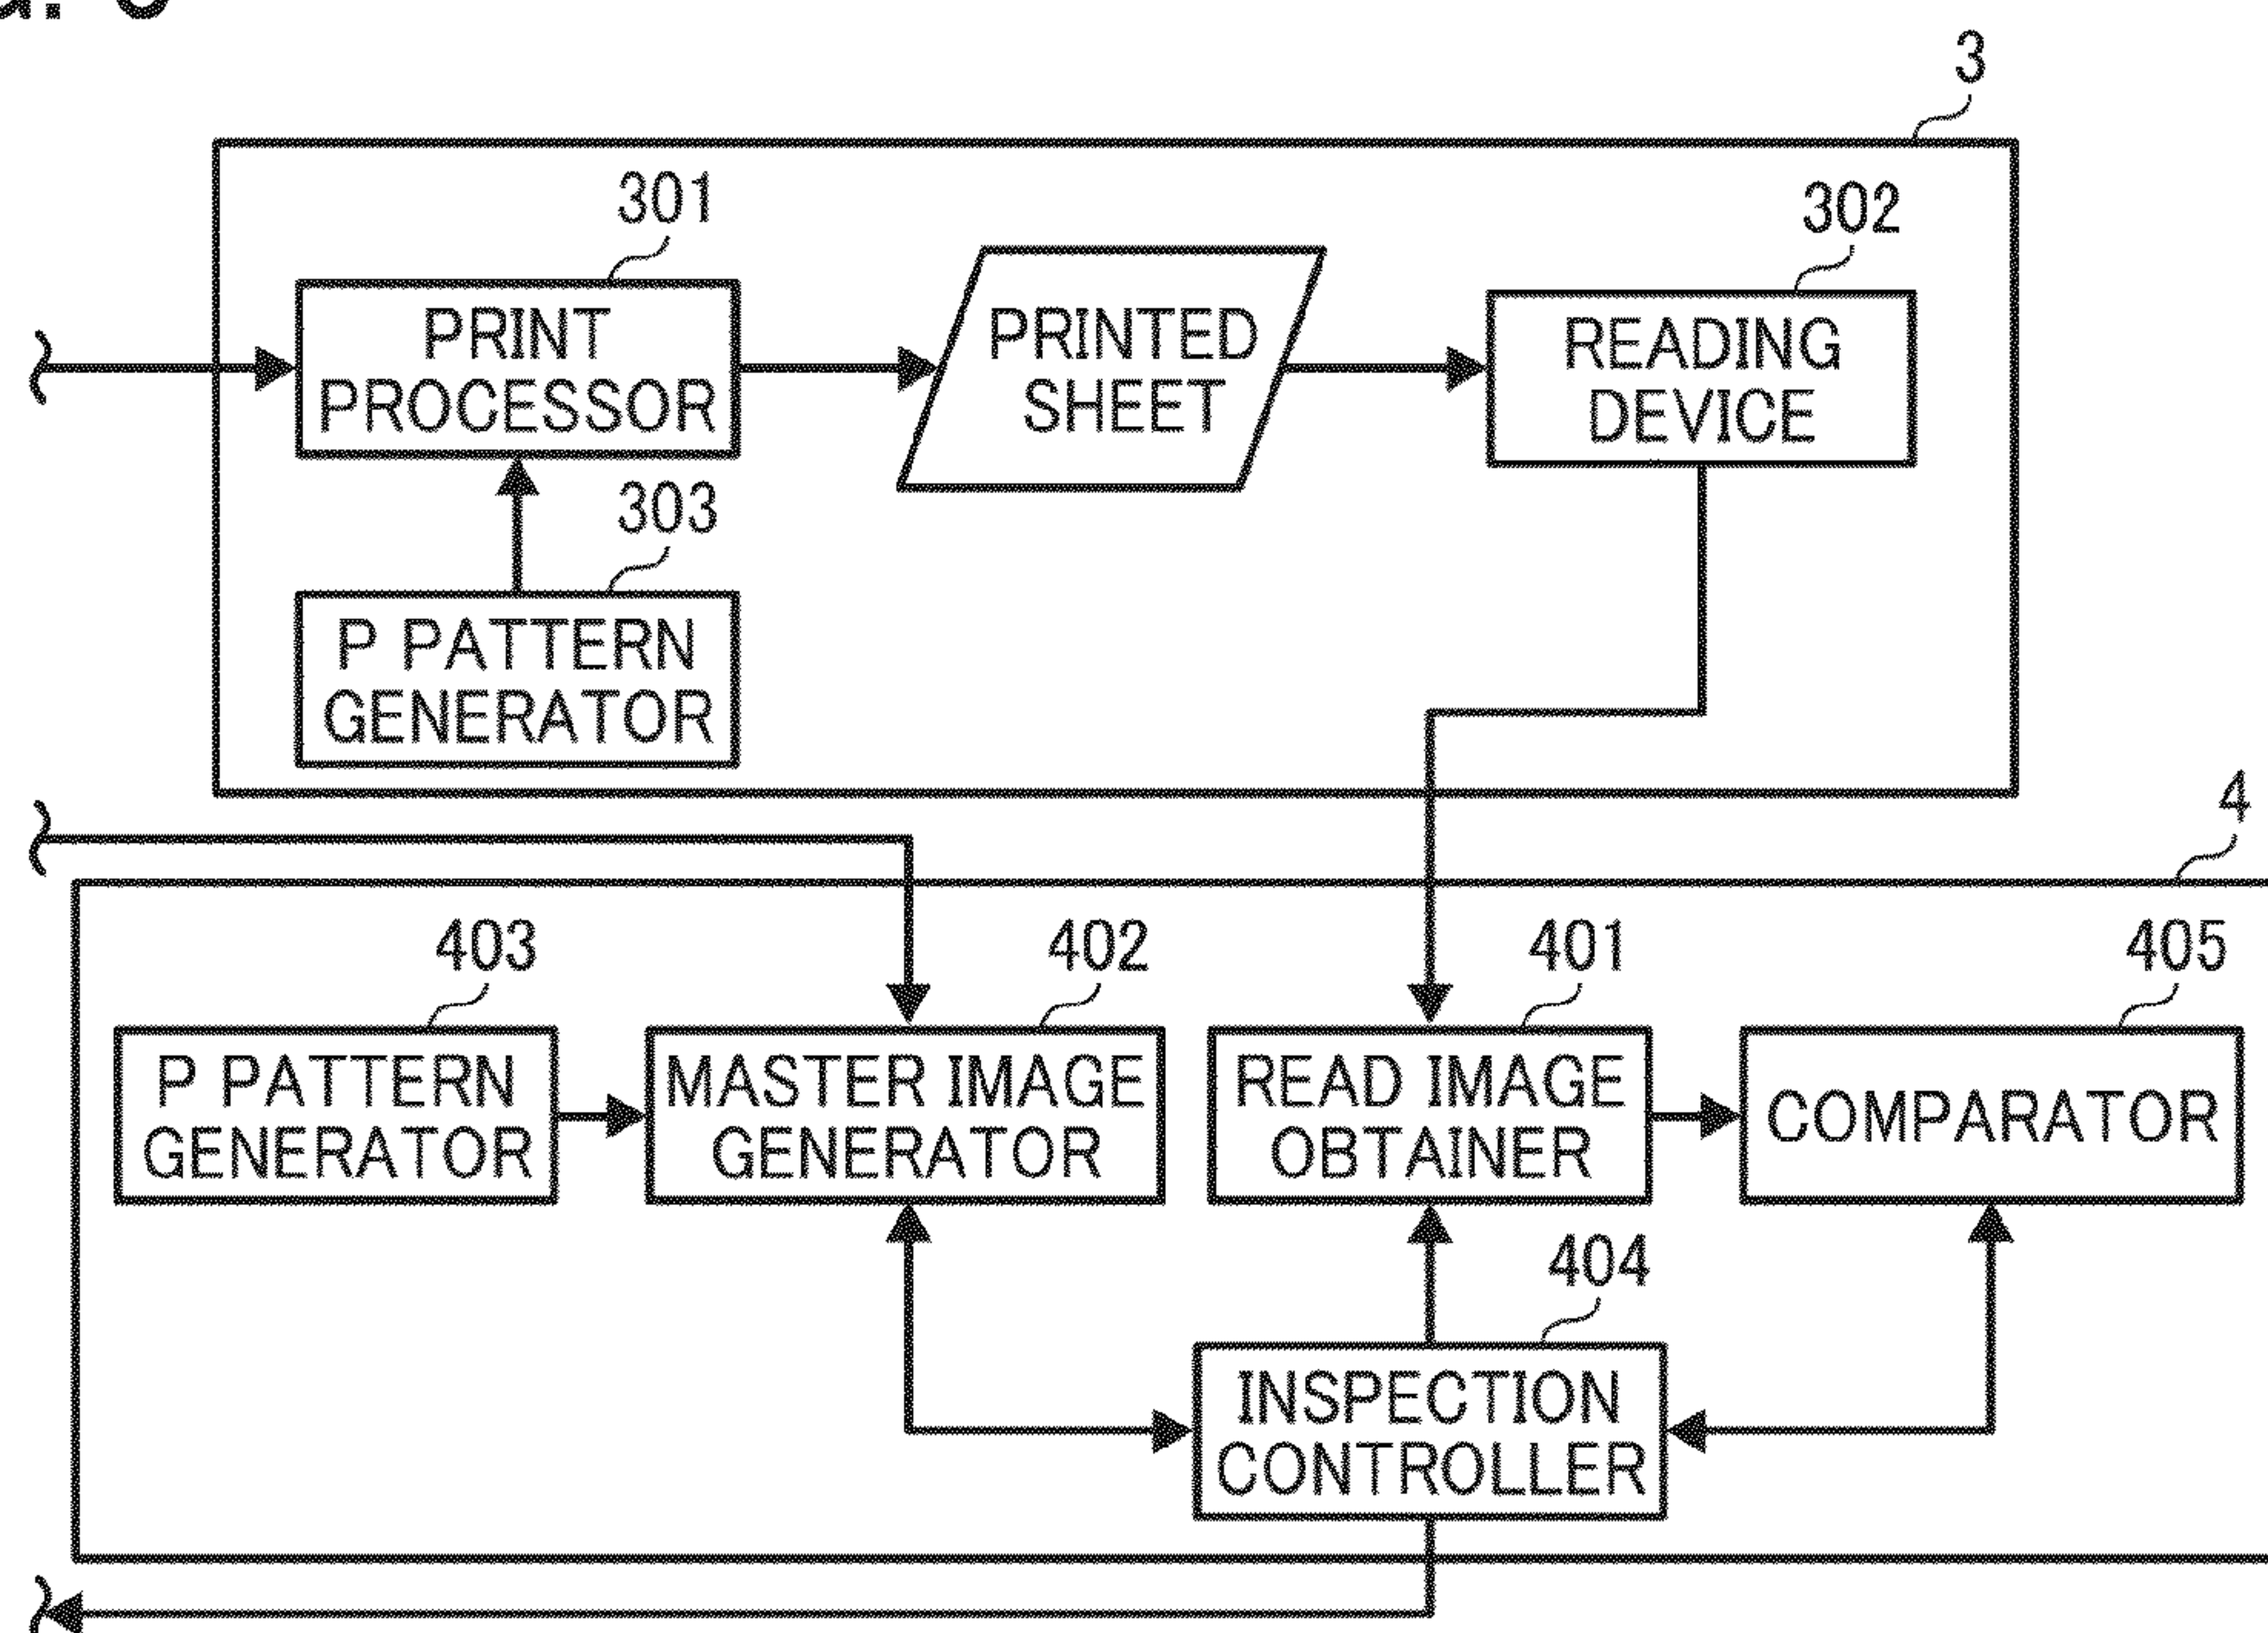 3
301
302
PRINT
PROCESSOR
PRINTED
SHEET
READING
DEVICE
303
P PATTERN
GENERATOR
4
403
402
401
405
P PATTERN
GENERATOR
MASTER IMAGE
GENERATOR
READ IMAGE
OBTAINER
COMPARATOR
404
INSPECTION
CONTROLLER